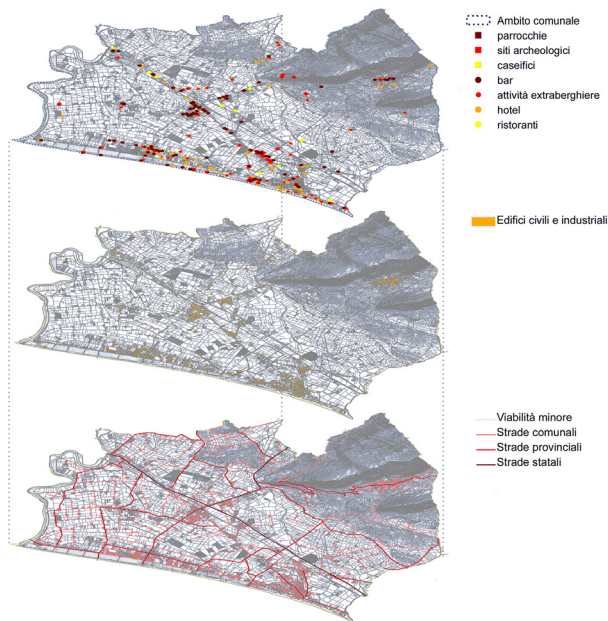 Ambito comunale
parrocchie
siti archeologici
caseifici
bar
attività extraberghiere
hotel
ristoranti
Edifici civili e industriali
Viabilità minore
Strade comunali
Strade provinciali
Strade statali